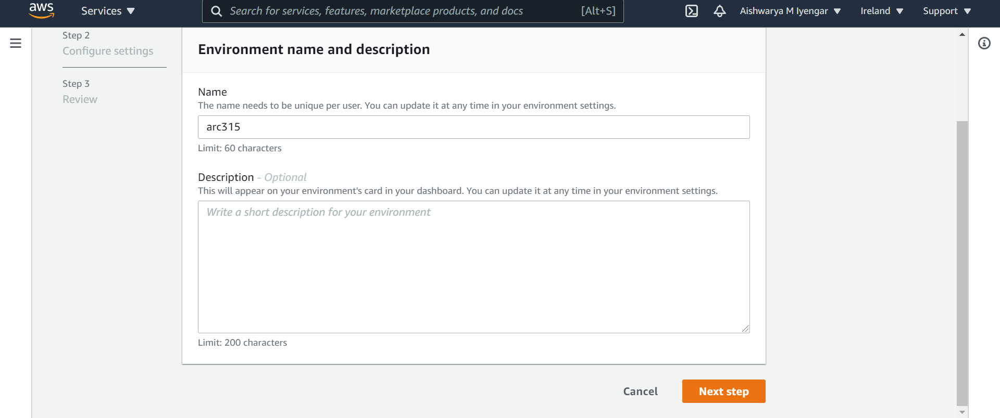 aws Services Search for services, features, marketplace products, and docs [Alt+S] Aishwarya M Iyengar Ireland Support
Step 2
Configure settings
Step 3
Review
Environment name and description
Name
The name needs to be unique per user. You can update it at any time in your environment settings.
arc315
Limit: 60 characters
Description - Optional
This will appear on your environment's card in your dashboard. You can update it at any time in your environment settings.
Write a short description for your environment
Limit: 200 characters
Cancel Next step